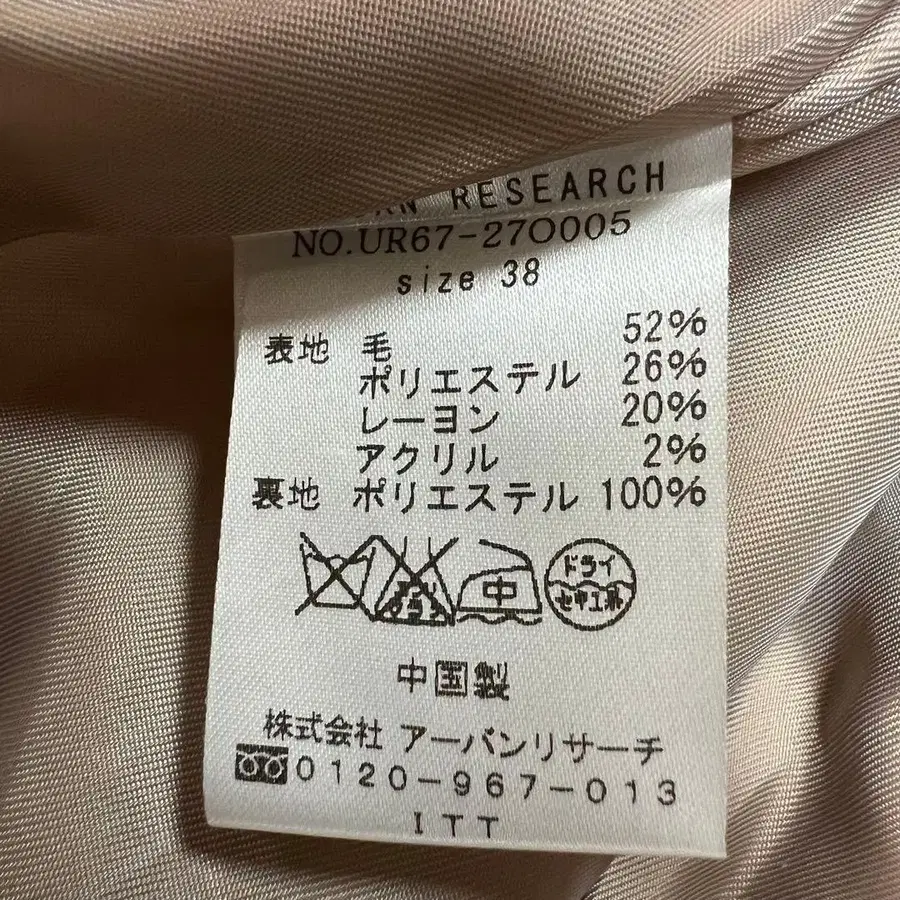 RESEARCH
NO.UR67-27O005
size 38
表地 毛 52%
ポリエステル 26%
レーヨン 20%
アクリル 2%
裏地 ポリエステル 100%
中 ドライ
セキユ系
中国製
株式会社 アーバンリサーチ
0120-967-013
ITT